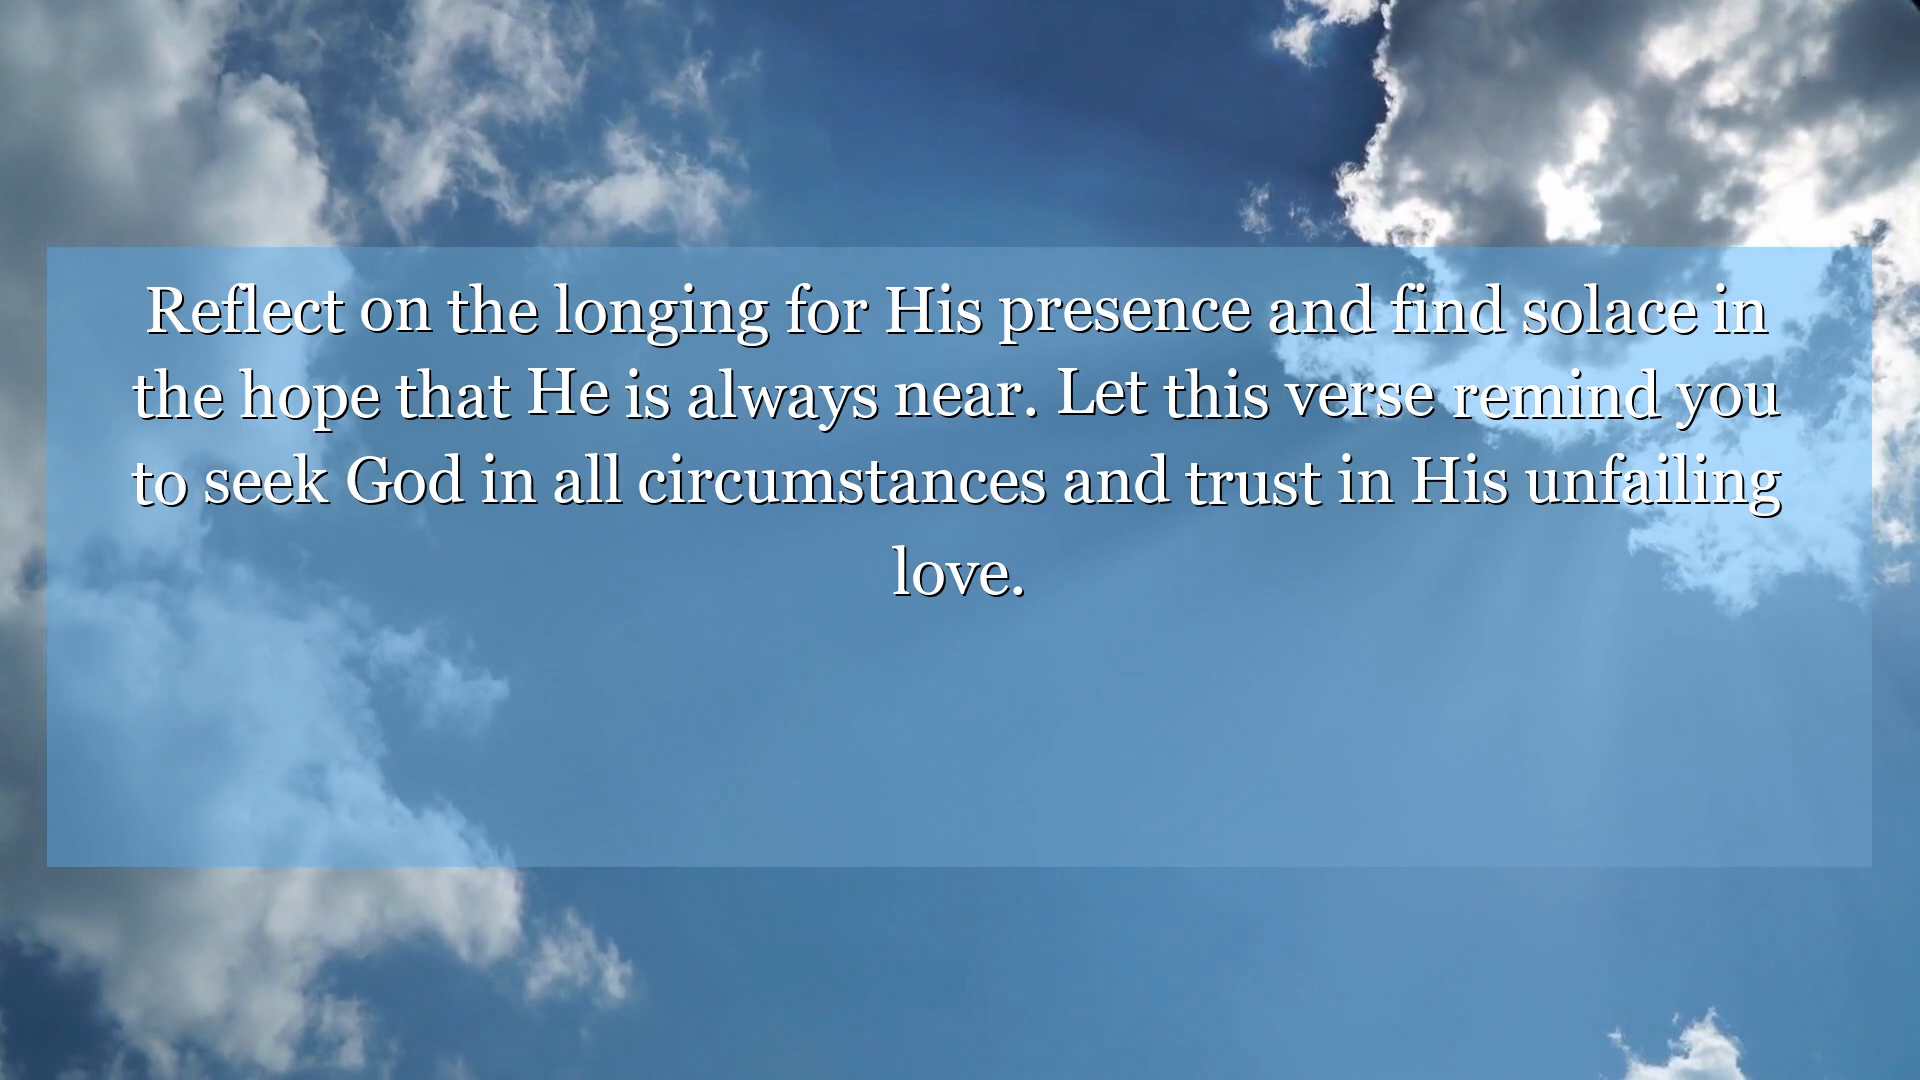 Reflect on the longing for His presence and find solace in
the hope that He is always near. Let this verse remind you
to seek God in all circumstances and trust in His unfailing
love.